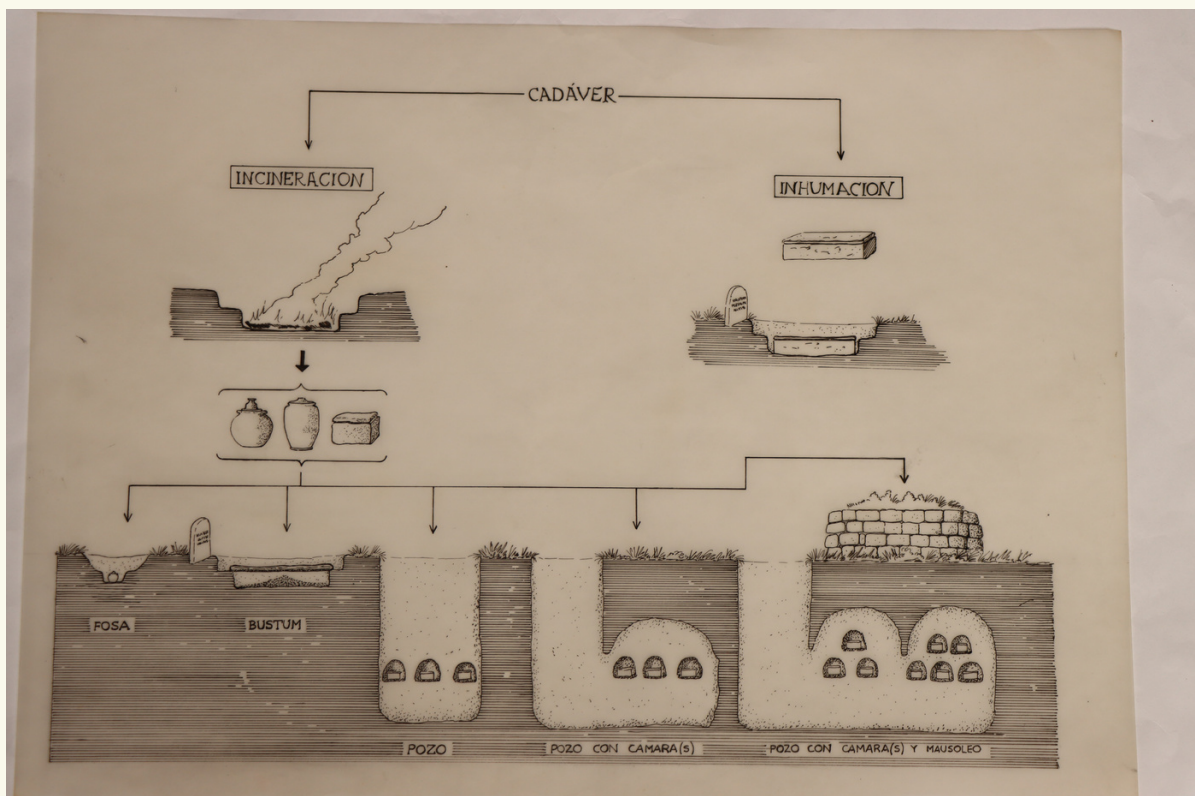 CADÁVER
INCINERACION
INHUMACION
FOSA
BUSTUM
POZO
POZO CON CAMARA(S)
POZO CON CAMARA(S) Y MAUSOLEO